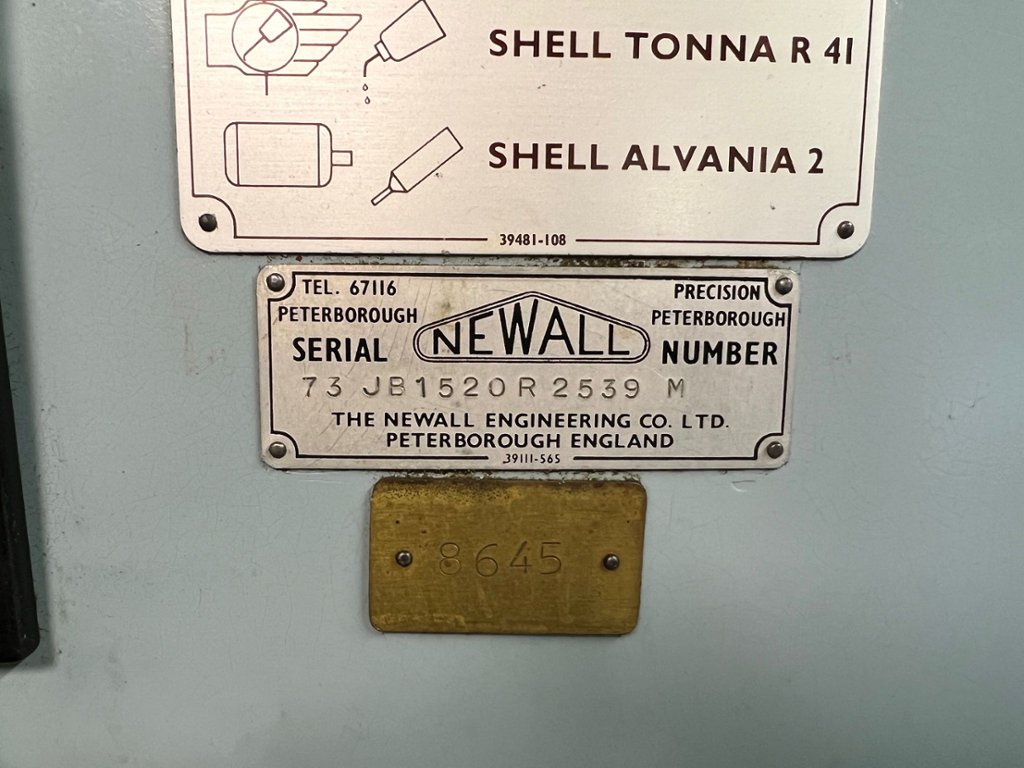 SHELL TONNA R 41
SHELL ALVANIA 2
39481-108
TEL. 67116
PRECISION
PETERBOROUGH
NEWALL
PETERBOROUGH
SERIAL
NUMBER
73 JB1520R 2539 M
THE NEWALL ENGINEERING CO. LTD.
PETERBOROUGH ENGLAND
39111-565
8645